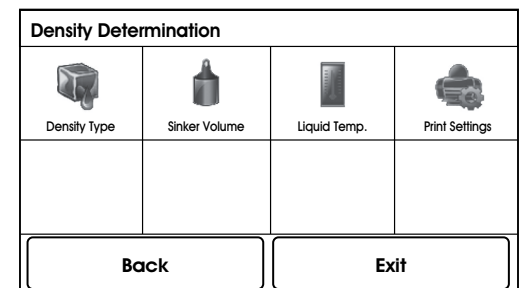 Density Determination
Density Type
Sinker Volume
Liquid Temp.
Print Settings
Back
Exit